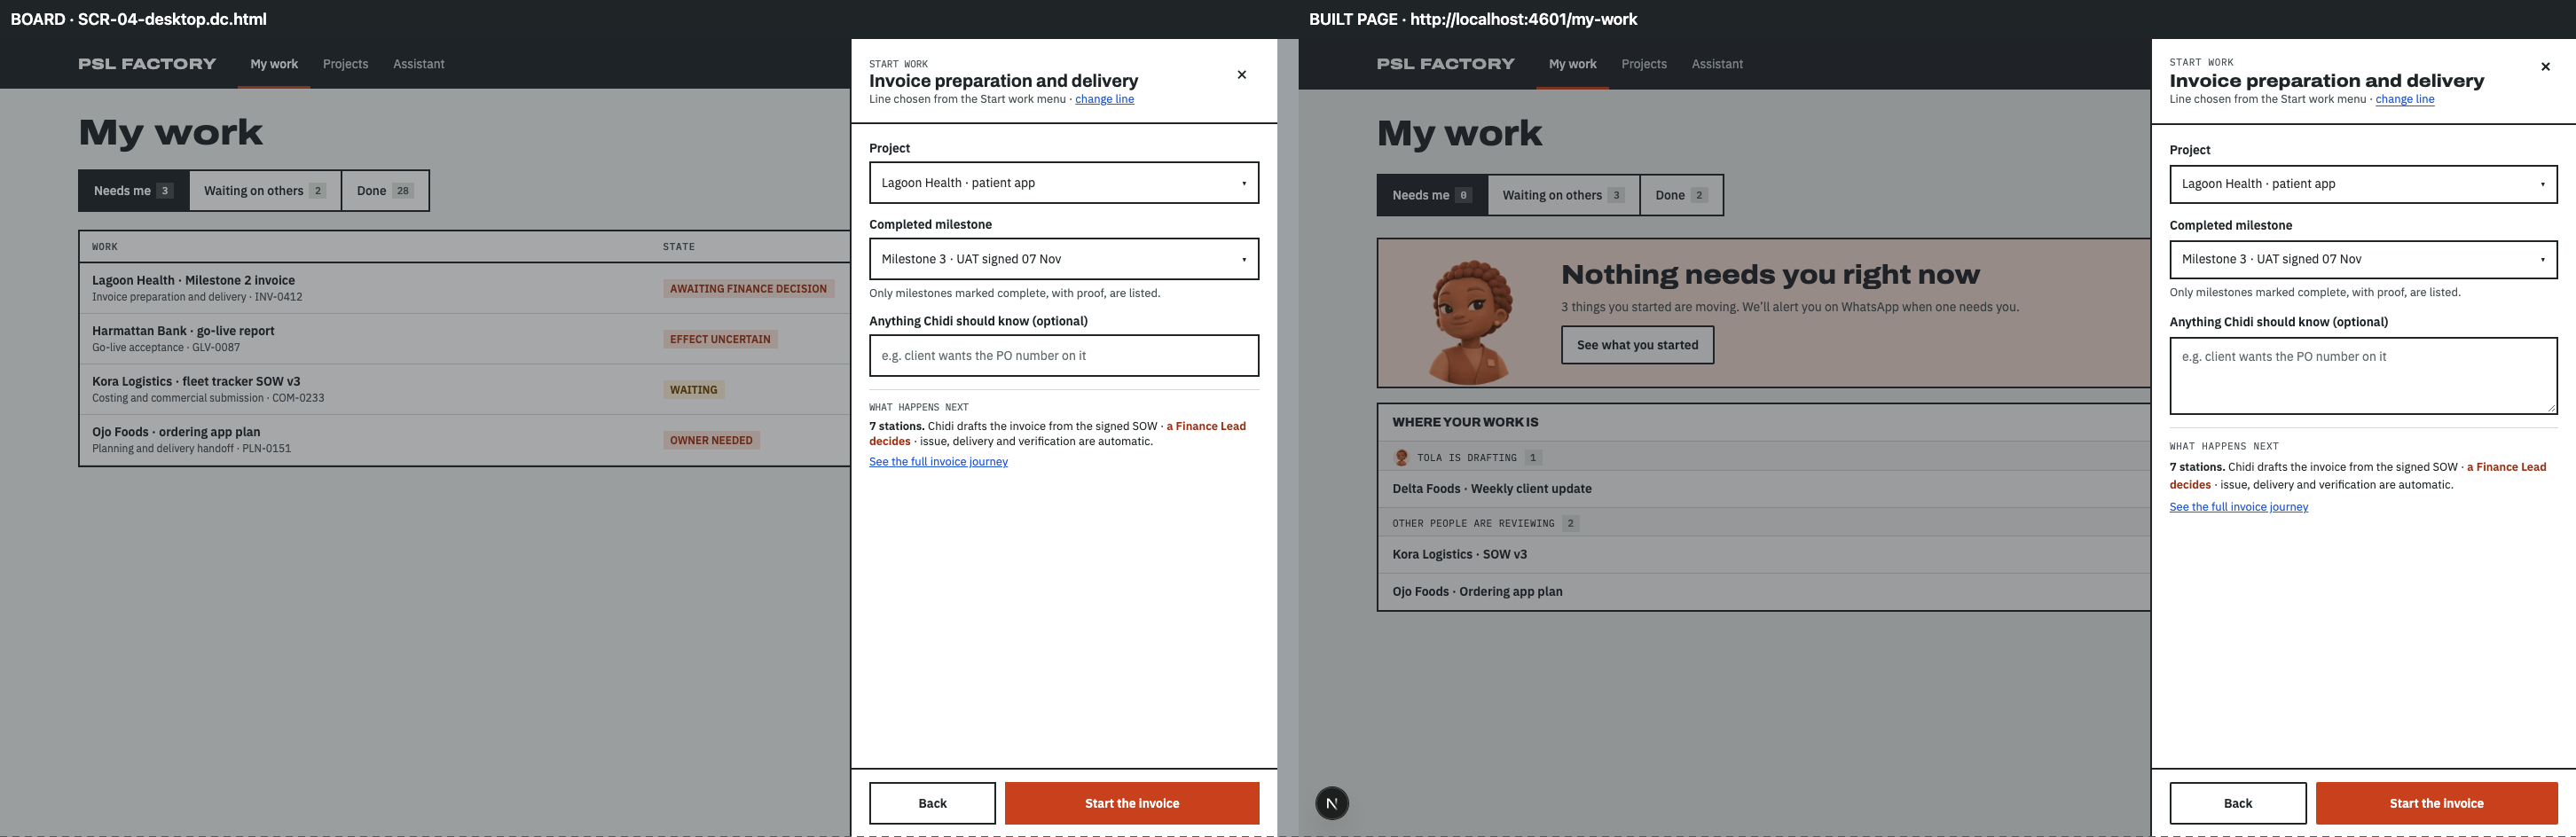 BOARD · SCR-04-desktop.dc.html
PSL FACTORY
My work
Projects
Assistant
My work
Needs me 3
Waiting on others 2
Done 28
WORK
STATE
Lagoon Health · Milestone 2 invoice
Invoice preparation and delivery · INV-0412
AWAITING FINANCE DECISION
Harmattan Bank · go-live report
Go-live acceptance · GLV-0087
EFFECT UNCERTAIN
Kora Logistics · fleet tracker SOW v3
Costing and commercial submission · COM-0233
WAITING
Ojo Foods · ordering app plan
Planning and delivery handoff · PLN-0151
OWNER NEEDED
START WORK
Invoice preparation and delivery
Line chosen from the Start work menu · change line
Project
Lagoon Health · patient app
Completed milestone
Milestone 3 · UAT signed 07 Nov
Only milestones marked complete, with proof, are listed.
Anything Chidi should know (optional)
e.g. client wants the PO number on it
WHAT HAPPENS NEXT
7 stations. Chidi drafts the invoice from the signed SOW · a Finance Lead
decides · issue, delivery and verification are automatic.
See the full invoice journey
Back
Start the invoice
BUILT PAGE · http://localhost:4601/my-work
PSL FACTORY
My work
Projects
Assistant
My work
Needs me 0
Waiting on others 3
Done 2
Nothing needs you right now
3 things you started are moving. We'll alert you on WhatsApp when one needs you.
See what you started
WHERE YOUR WORK IS
TOLA IS DRAFTING 1
Delta Foods · Weekly client update
OTHER PEOPLE ARE REVIEWING 2
Kora Logistics · SOW v3
Ojo Foods · Ordering app plan
N
START WORK
Invoice preparation and delivery
Line chosen from the Start work menu · change line
Project
Lagoon Health · patient app
Completed milestone
Milestone 3 · UAT signed 07 Nov
Only milestones marked complete, with proof, are listed.
Anything Chidi should know (optional)
e.g. client wants the PO number on it
WHAT HAPPENS NEXT
7 stations. Chidi drafts the invoice from the signed SOW · a Finance Lead
decides · issue, delivery and verification are automatic.
See the full invoice journey
Back
Start the invoice